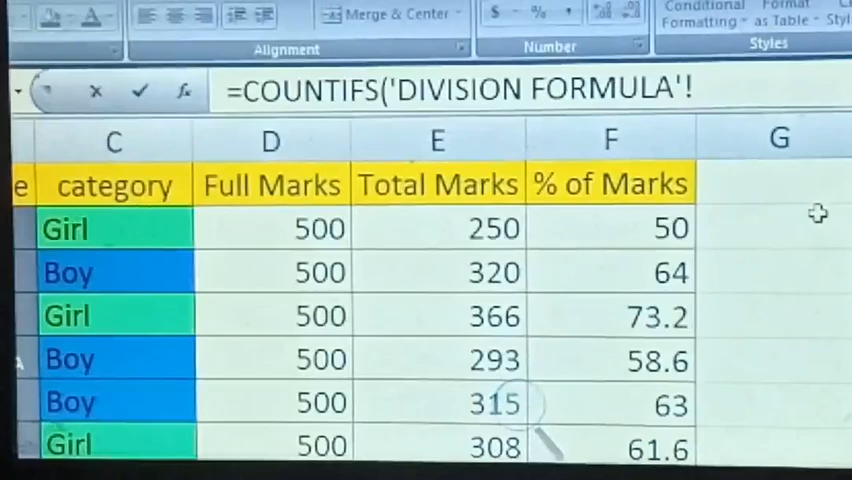 Conditional Format
Merge & Center $ % , Formatting as Table
Alignment Number Styles
=COUNTIFS('DIVISION FORMULA'!
C D E F G
e category Full Marks Total Marks % of Marks
Girl 500 250 50
Boy 500 320 64
Girl 500 366 73.2
Boy 500 293 58.6
Boy 500 315 63
Girl 500 308 61.6